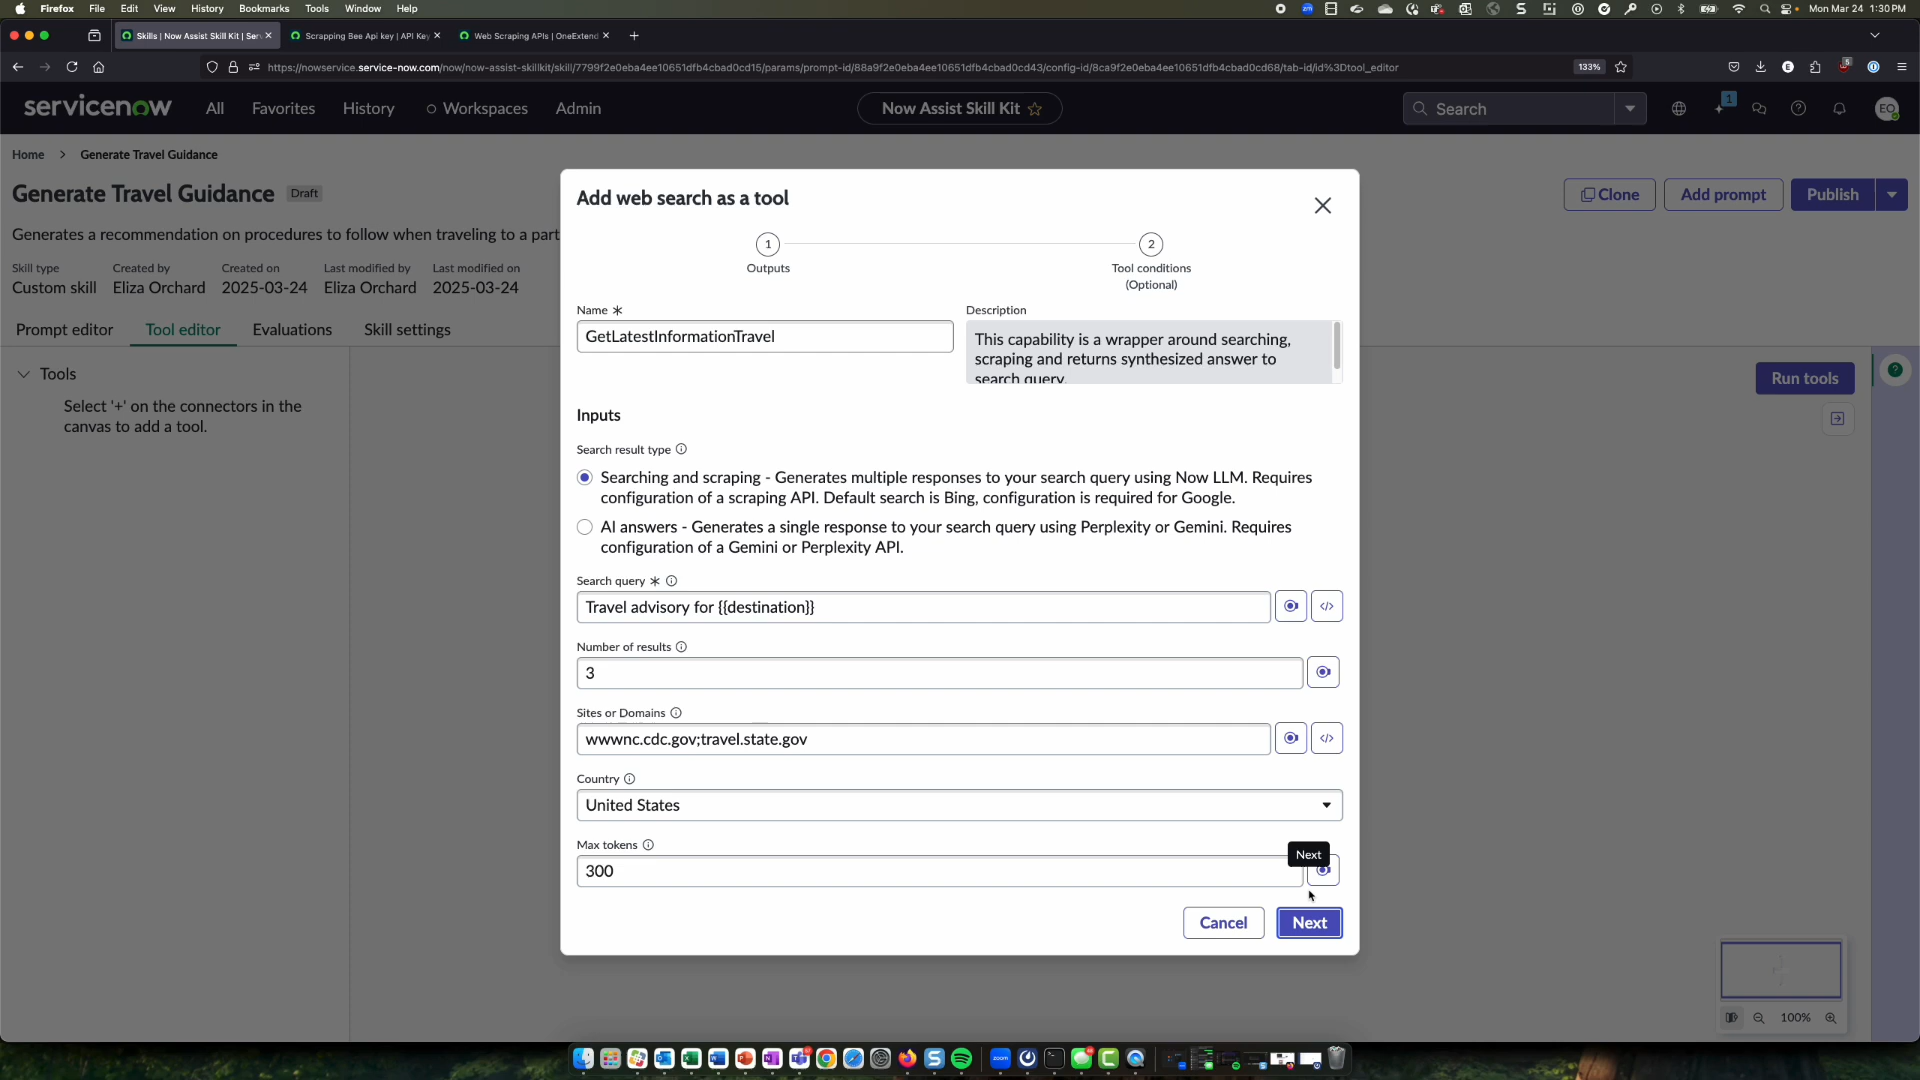 Firefox File Edit View History Bookmarks Tools Window Help
Mon Mar 24 1:30 PM
Skills | Now Assist Skill Kit | Ser
Scrapping Bee Api key | API Key
Web Scraping APIs | OneExtend
https://nowservice.service-now.com/now/now-assist-skillkit/skill/7799f2e0eba4ee10651dfb4cbad0cd15/params/prompt-id/88a9f2e0eba4ee10651dfb4cbad0cd43/config-id/8ca9f2e0eba4ee10651dfb4cbad0cd68/tab-id/id%3Dtool_editor
133%
servicenow All Favorites History Workspaces Admin
Now Assist Skill Kit
Search
1
EO
Home > Generate Travel Guidance
Generate Travel Guidance Draft
Clone Add prompt Publish
Generates a recommendation on procedures to follow when traveling to a part
Skill type Created by Created on Last modified by Last modified on
Custom skill Eliza Orchard 2025-03-24 Eliza Orchard 2025-03-24
Prompt editor Tool editor Evaluations Skill settings
Tools
Select '+' on the connectors in the
canvas to add a tool.
Run tools
Add web search as a tool
1 2
Outputs Tool conditions
(Optional)
Name *
GetLatestInformationTravel
Description
This capability is a wrapper around searching,
scraping and returns synthesized answer to
search query.
Inputs
Search result type
Searching and scraping - Generates multiple responses to your search query using Now LLM. Requires
configuration of a scraping API. Default search is Bing, configuration is required for Google.
AI answers - Generates a single response to your search query using Perplexity or Gemini. Requires
configuration of a Gemini or Perplexity API.
Search query *
Travel advisory for {{destination}}
</>
Number of results
3
Sites or Domains
wwwnc.cdc.gov;travel.state.gov
</>
Country
United States
Max tokens
300
Next
Cancel Next
100%
zoom